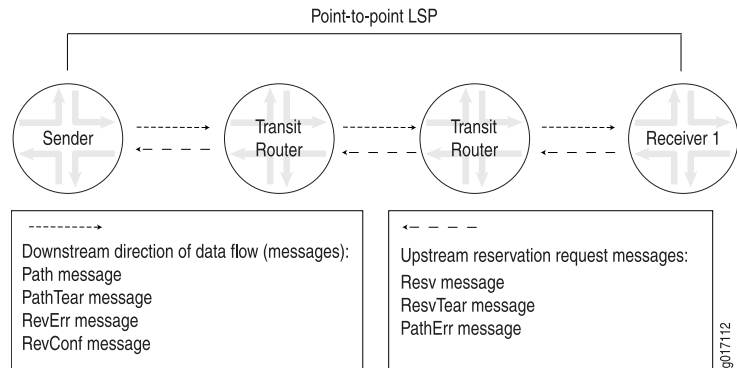 Point-to-point LSP
Sender
Transit
Router
Transit
Router
Receiver 1
Downstream direction of data flow (messages):
Path message
PathTear message
RevErr message
RevConf message
Upstream reservation request messages:
Resv message
ResvTear message
PathErr message
g017112